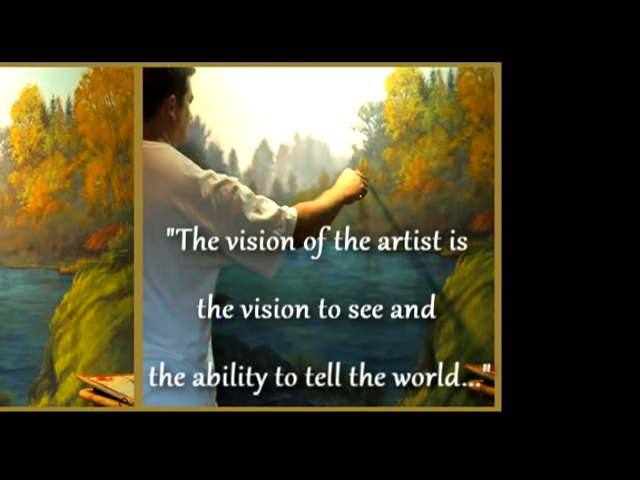 "The vision of the artist is
the vision to see and
the ability to tell the world..."